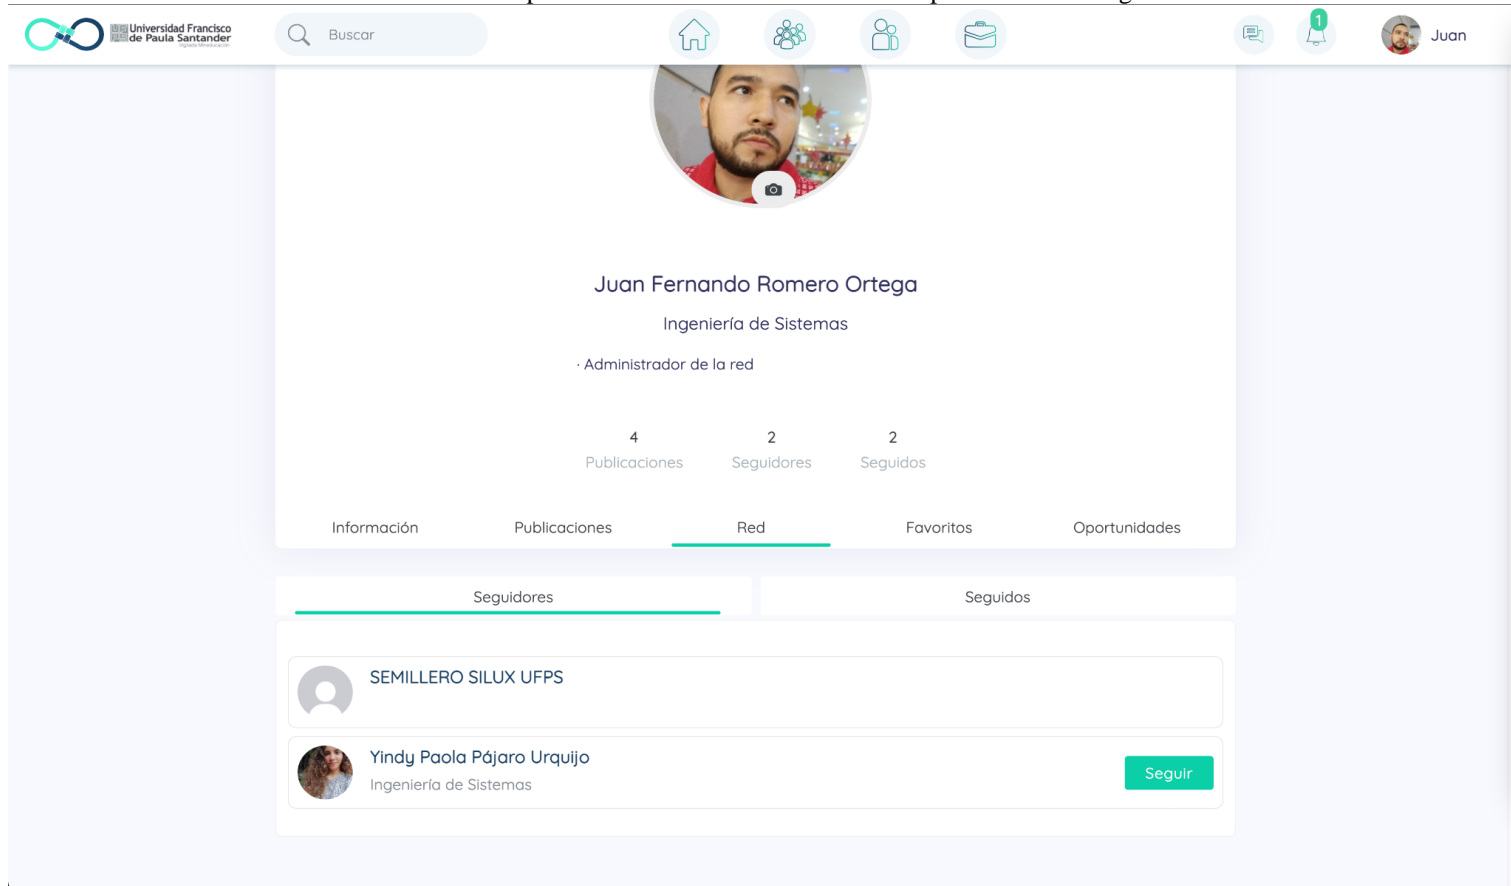 Universidad Francisco
de Paula Santander
Vigilada Mineducación
Buscar
1
Juan
Juan Fernando Romero Ortega
Ingeniería de Sistemas
· Administrador de la red
4 2 2
Publicaciones Seguidores Seguidos
Información Publicaciones Red Favoritos Oportunidades
Seguidores Seguidos
SEMILLERO SILUX UFPS
Yindy Paola Pájaro Urquijo
Ingeniería de Sistemas
Seguir